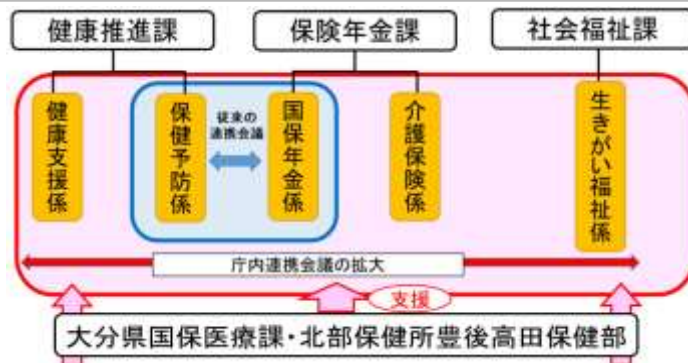 健康推進課
保険年金課
社会福祉課
健康支援係
保健予防係
従来の
連携会議
国保年金係
介護保険係
生きがい福祉係
庁内連携会議の拡大
支援
大分県国保医療課・北部保健所豊後高田保健部